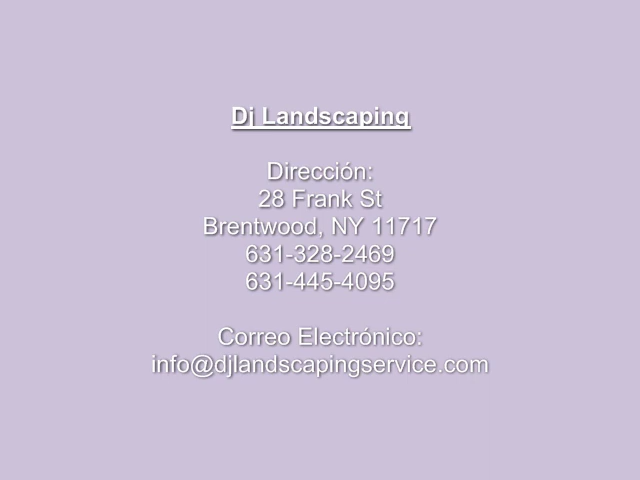 Dj Landscaping
Dirección:
28 Frank St
Brentwood, NY 11717
631-328-2469
631-445-4095
Correo Electrónico:
info@djlandscapingservice.com